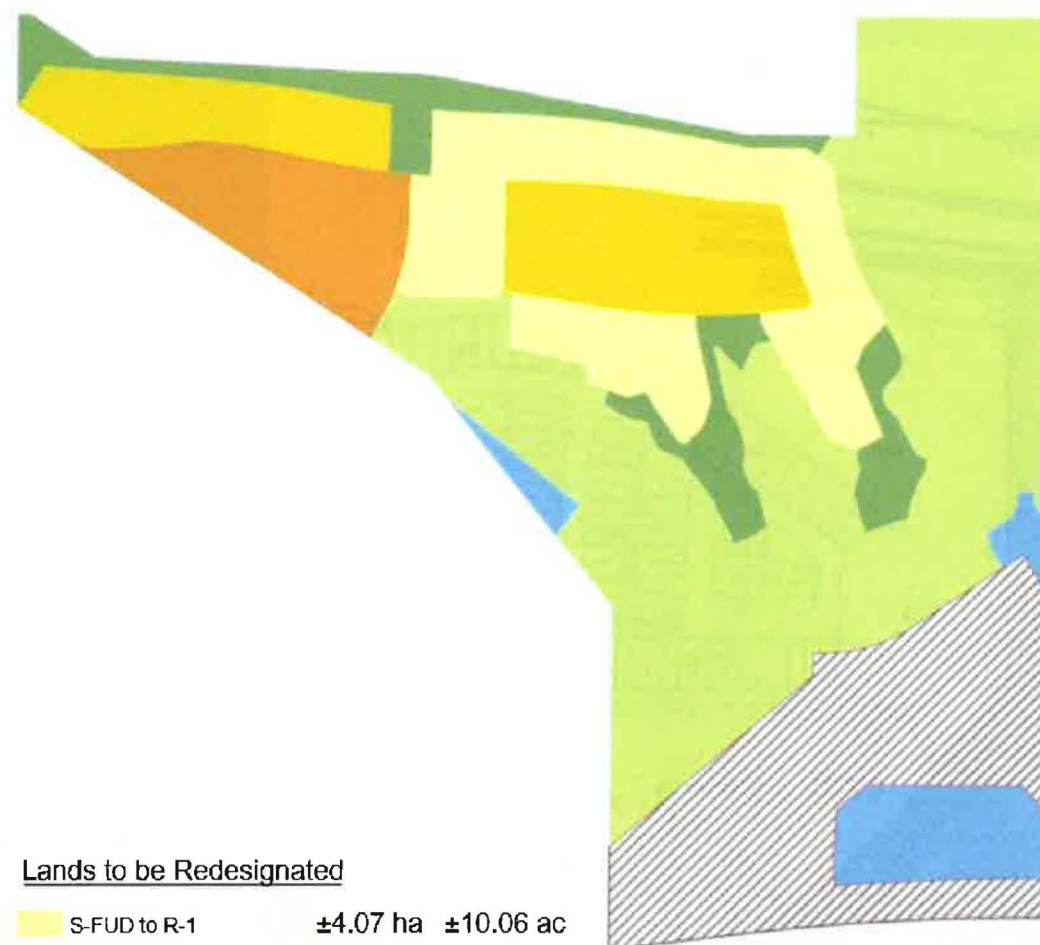 Lands to be Redesignated
S-FUD to R-1 ±4.07 ha ±10.06 ac